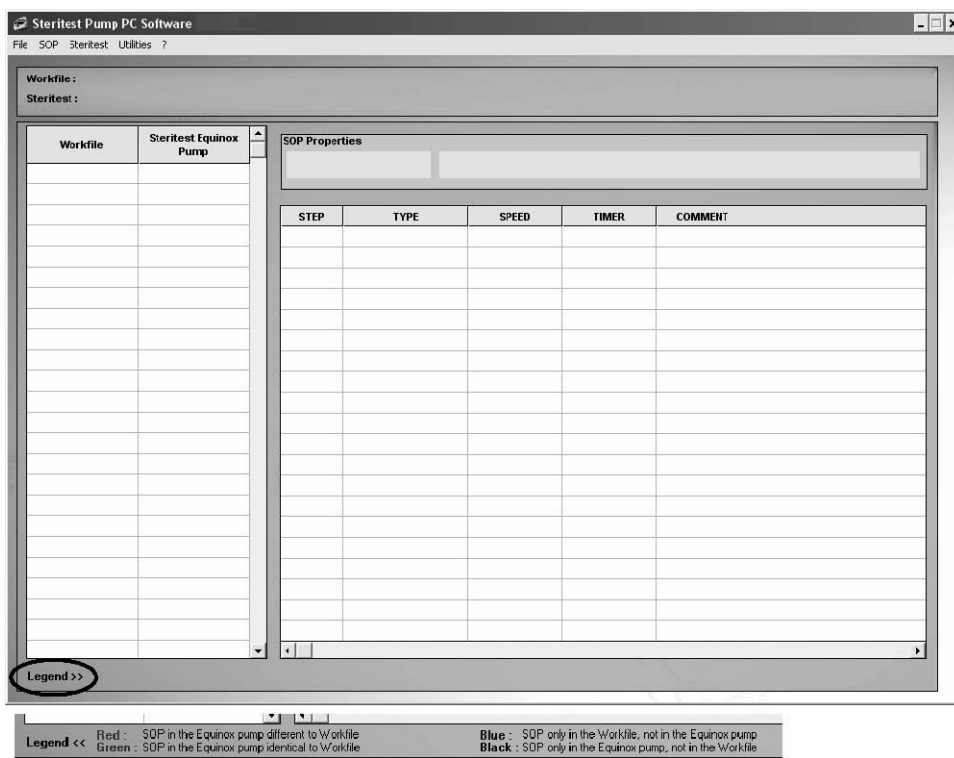 Steritest Pump PC Software
File SOP Steritest Utilities ?
Workfile :
Steritest :
Workfile Steritest Equinox Pump
SOP Properties
STEP TYPE SPEED TIMER COMMENT
Legend >>
Legend << Red : SOP in the Equinox pump different to Workfile Blue : SOP only in the Workfile, not in the Equinox pump
Green : SOP in the Equinox pump identical to Workfile Black : SOP only in the Equinox pump, not in the Workfile